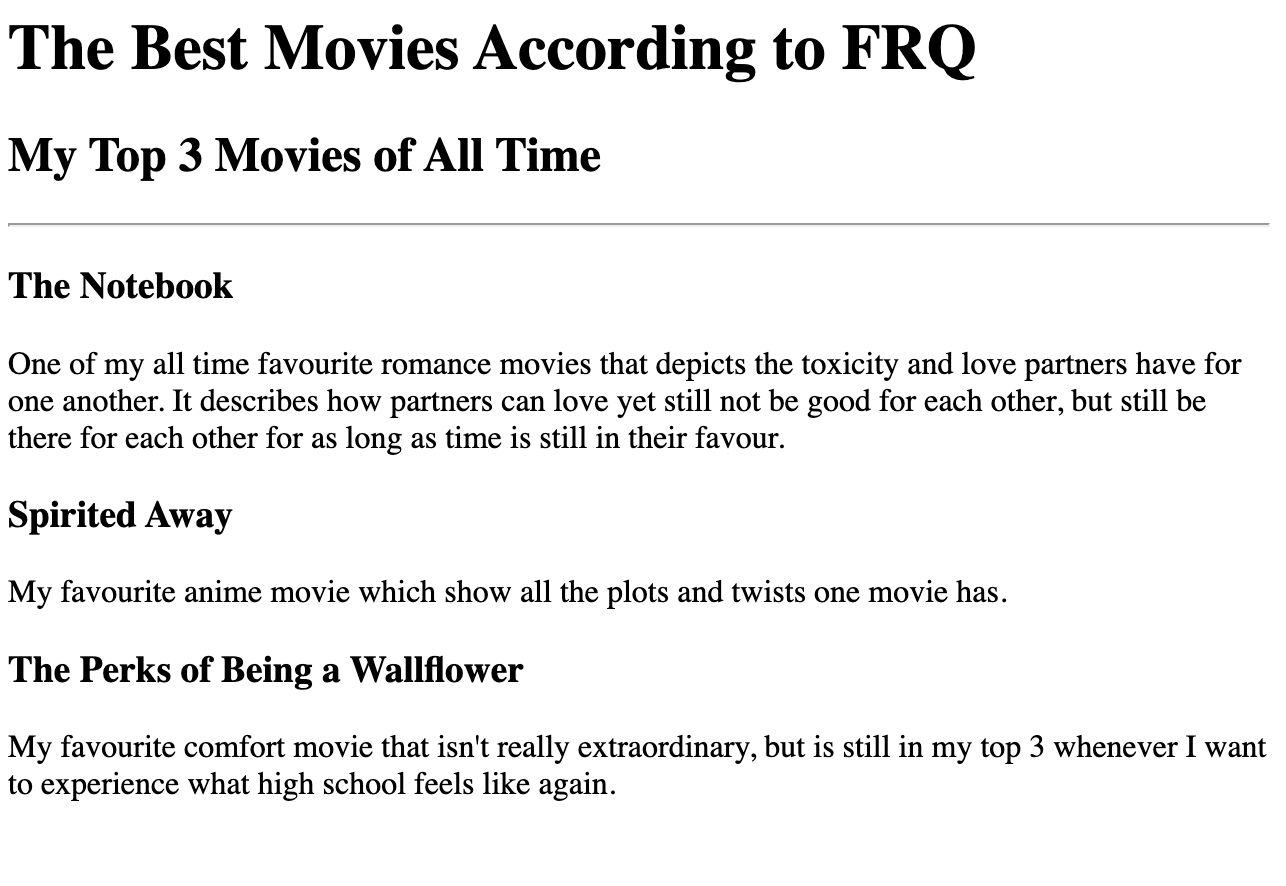 The Best Movies According to FRQ
My Top 3 Movies of All Time
The Notebook
One of my all time favourite romance movies that depicts the toxicity and love partners have for
one another. It describes how partners can love yet still not be good for each other, but still be
there for each other for as long as time is still in their favour.
Spirited Away
My favourite anime movie which show all the plots and twists one movie has.
The Perks of Being a Wallflower
My favourite comfort movie that isn't really extraordinary, but is still in my top 3 whenever I want
to experience what high school feels like again.